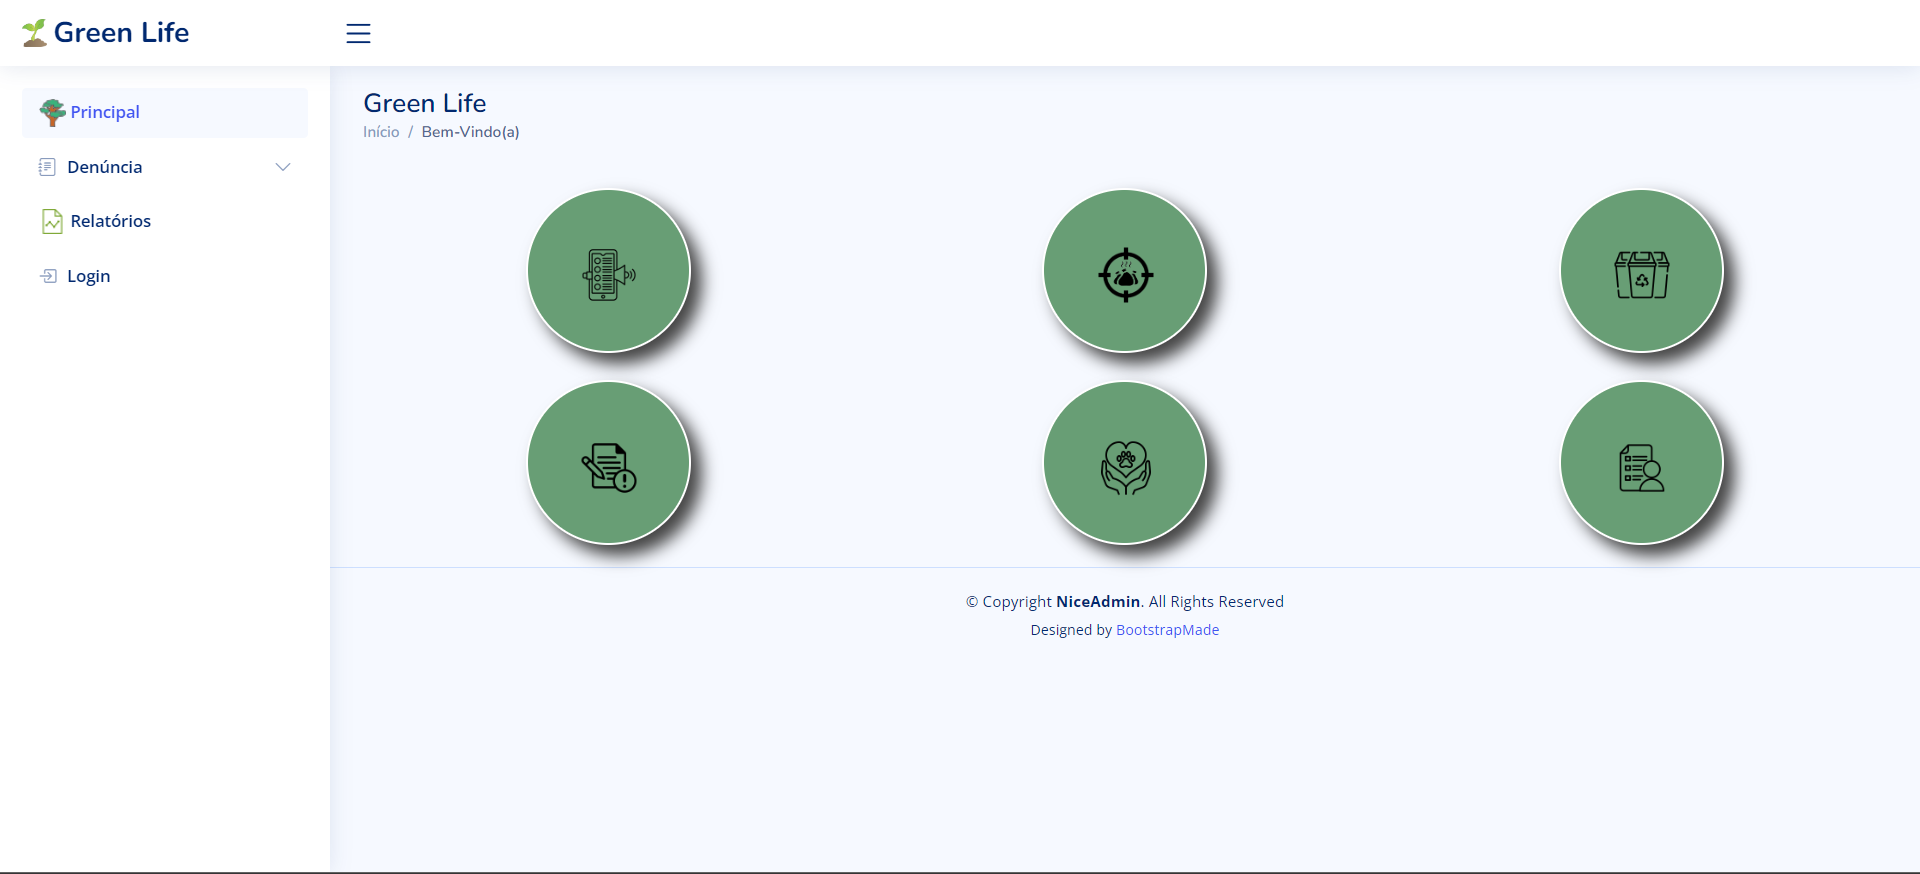 Green Life
Principal
Denúncia
Relatórios
Login
Green Life
Início / Bem-Vindo(a)
© Copyright NiceAdmin. All Rights Reserved
Designed by BootstrapMade